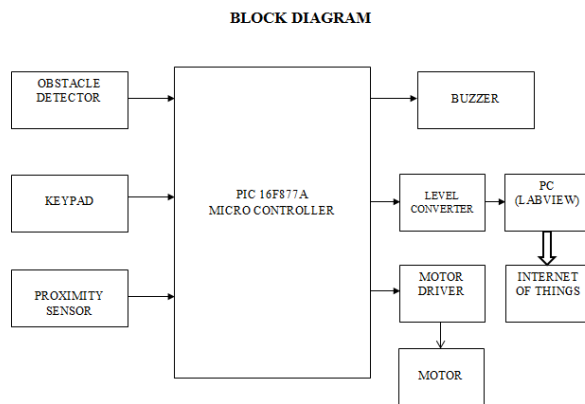 BLOCK DIAGRAM
OBSTACLE
DETECTOR
KEYPAD
PROXIMITY
SENSOR
PIC 16F877A
MICRO CONTROLLER
BUZZER
LEVEL
CONVERTER
PC
(LABVIEW)
MOTOR
DRIVER
INTERNET
OF THINGS
MOTOR